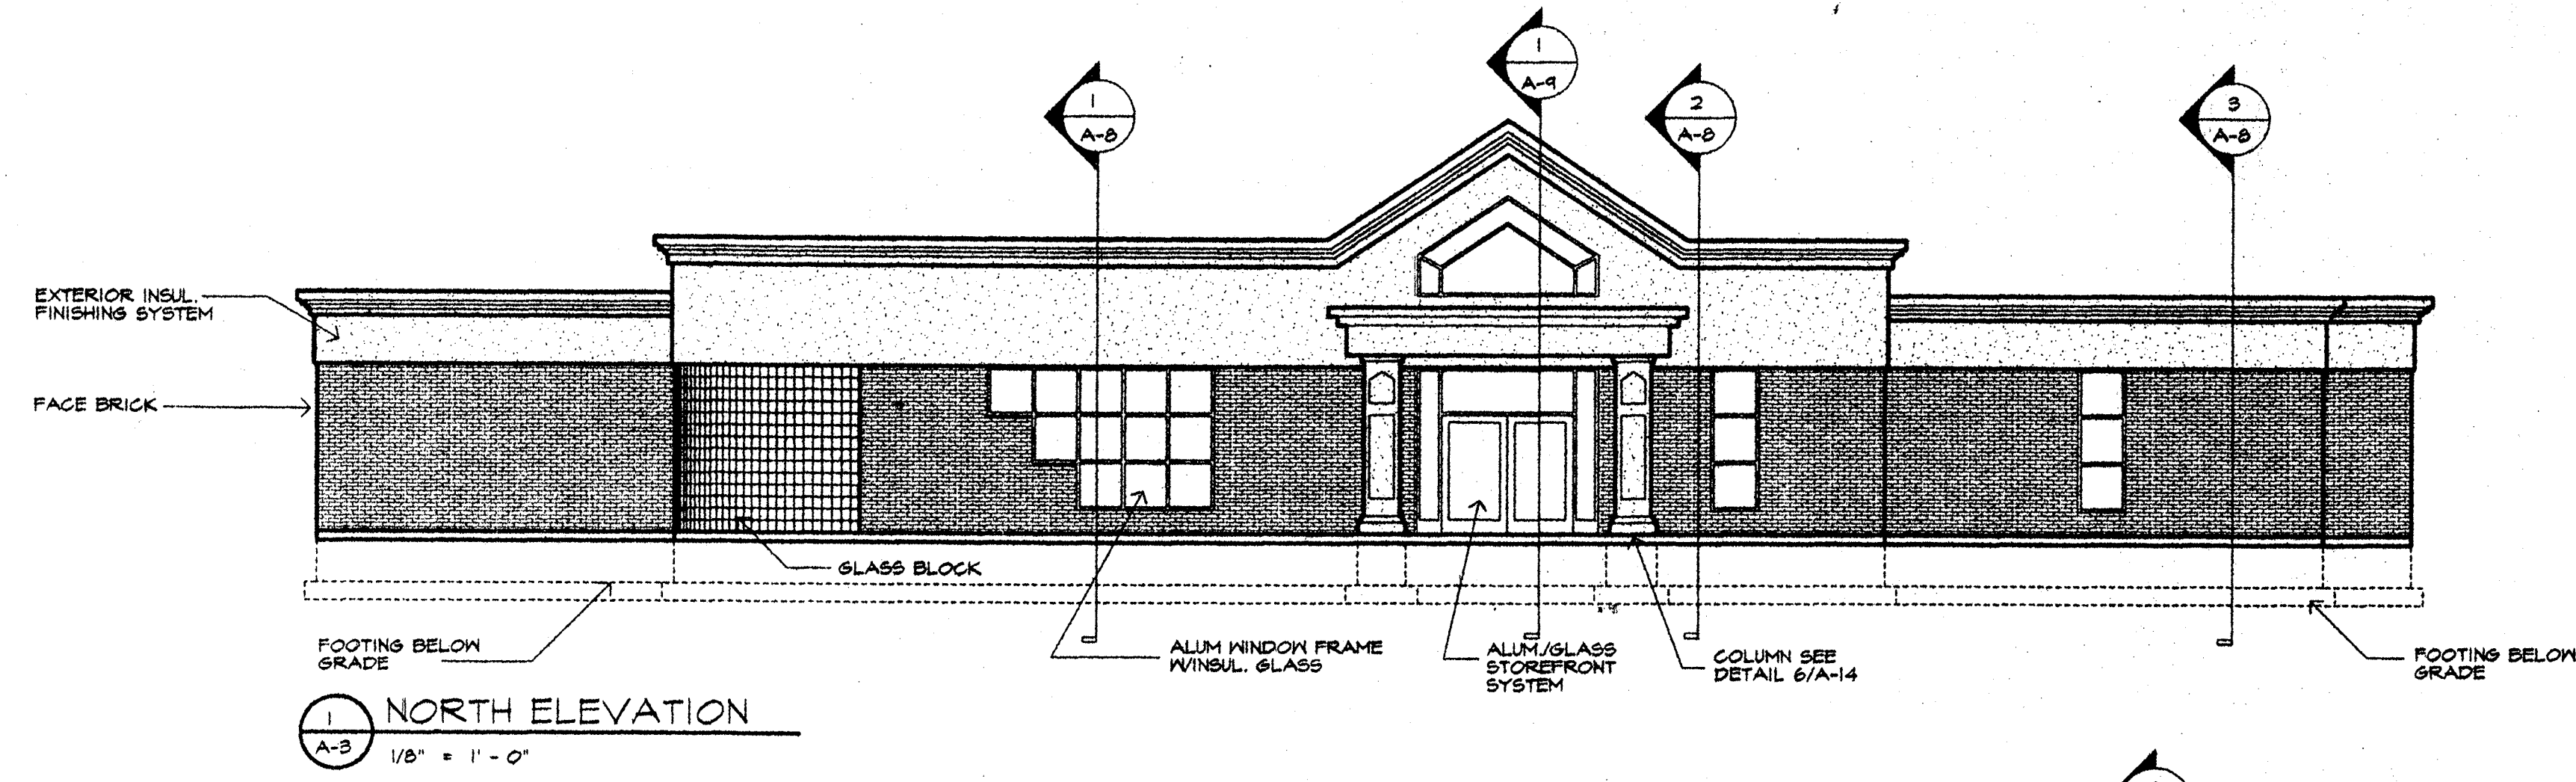 1
A-9
1
A-8
2
A-8
3
A-8
EXTERIOR INSUL.
FINISHING SYSTEM
FACE BRICK
GLASS BLOCK
FOOTING BELOW
GRADE
ALUM WINDOW FRAME
W/INSUL. GLASS
ALUM./GLASS
STOREFRONT
SYSTEM
COLUMN SEE
DETAIL 6/A-14
FOOTING BELOW
GRADE
1
A-3
NORTH ELEVATION
1/8" = 1' - 0"